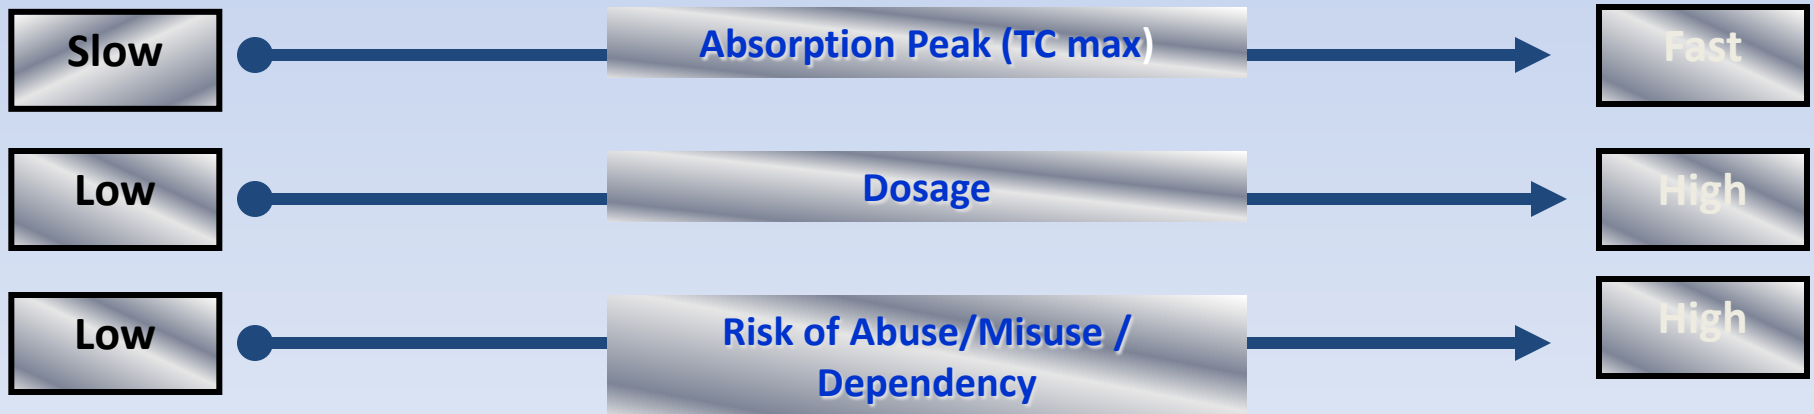 Slow
Absorption Peak (TC max)
Fast
Low
Dosage
High
Low
Risk of Abuse/Misuse /
Dependency
High